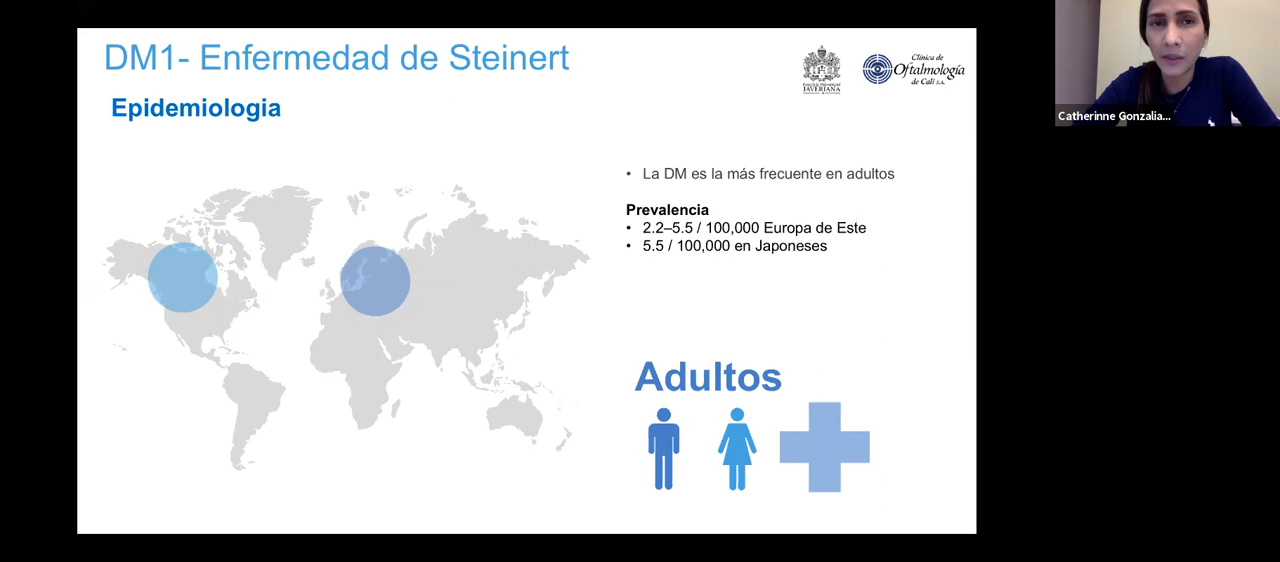 DM1- Enfermedad de Steinert
Epidemiologia
JAVERIANA
Clínica de
Oftalmología
de Cali S.A.
Catherinne Gonzalia...
• La DM es la más frecuente en adultos
Prevalencia
• 2.2–5.5 / 100,000 Europa de Este
• 5.5 / 100,000 en Japoneses
Adultos